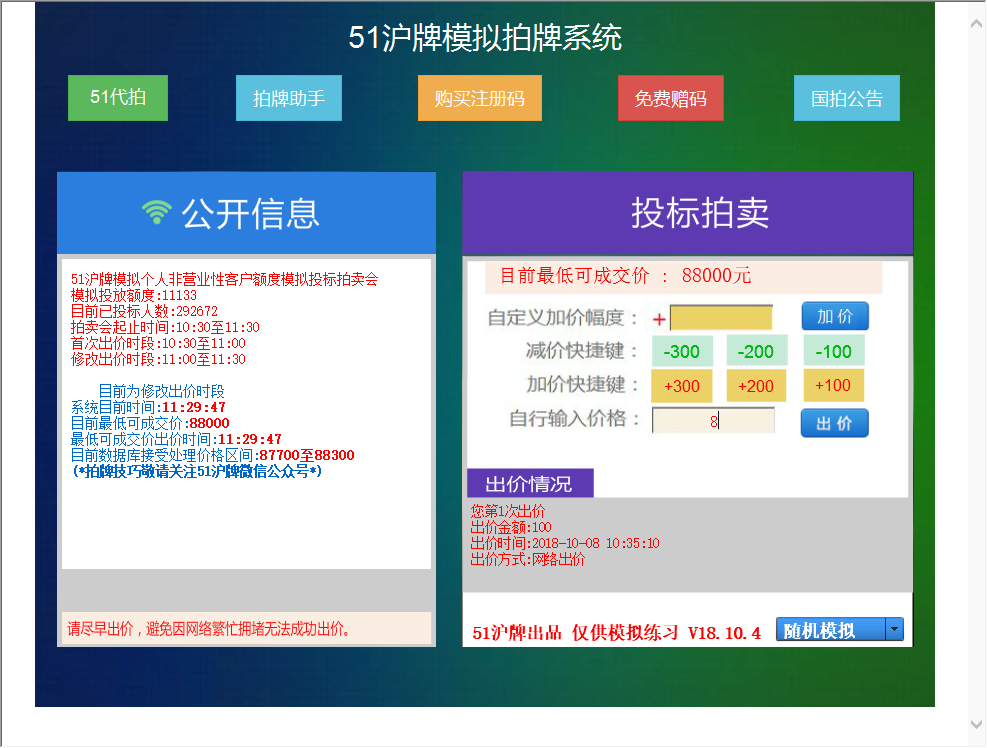 51沪牌模拟拍牌系统
51代拍
拍牌助手
购买注册码
免费赠码
国拍公告
公开信息
51沪牌模拟个人非营业性客户额度模拟投标拍卖会
模拟投放额度:11133
目前已投标人数:292672
拍卖会起止时间:10:30至11:30
首次出价时段:10:30至11:00
修改出价时段:11:00至11:30
目前为修改出价时段
系统目前时间:11:29:47
目前最低可成交价:88000
最低可成交价出价时间:11:29:47
目前数据库接受处理价格区间:87700至88300
(*拍牌技巧敬请关注51沪牌微信公众号*)
请尽早出价，避免因网络繁忙拥堵无法成功出价。
投标拍卖
目前最低可成交价 ： 88000元
自定义加价幅度： + 加 价
减价快捷键： -300 -200 -100
加价快捷键： +300 +200 +100
自行输入价格： 8 出 价
出价情况
您第1次出价
出价金额:100
出价时间:2018-10-08 10:35:10
出价方式:网络出价
51沪牌出品 仅供模拟练习 V18.10.4 随机模拟